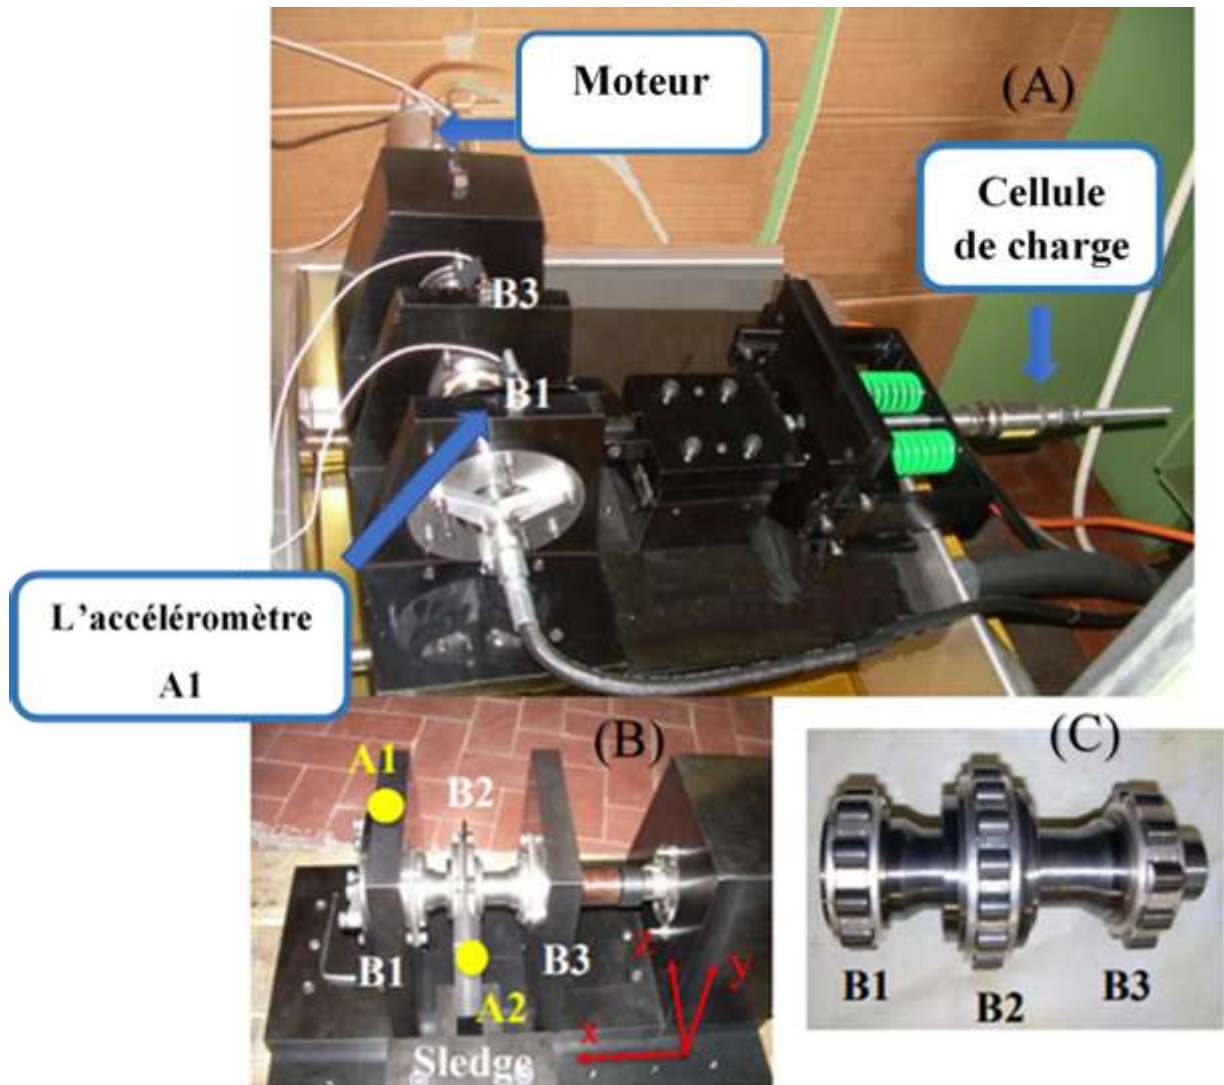 Moteur
(A)
Cellule
de charge
B3
B1
L'accéléromètre
A1
(B)
A1
B2
B1
B3
A2
z
y
x
Sledge
(C)
B1
B2
B3